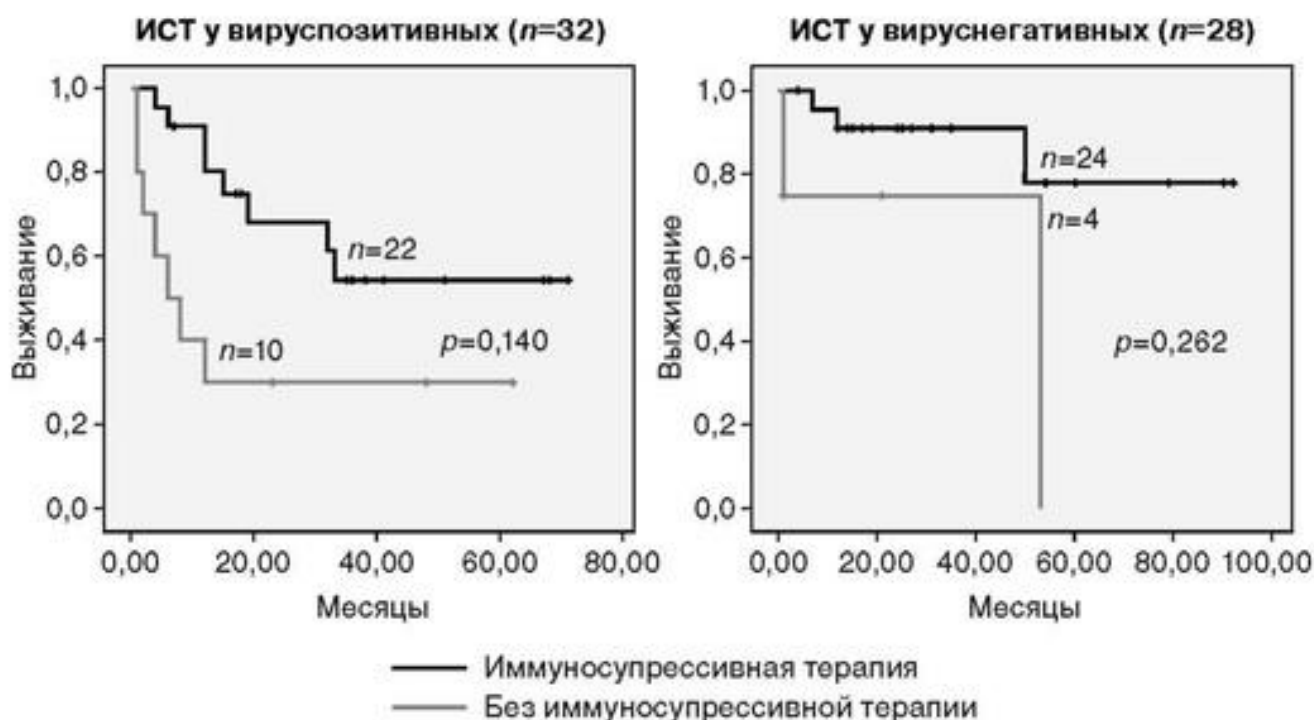 ИСТ у вируспозитивных (n=32)
1,0
0,8
0,6
0,4
0,2
0,0
Выживание
n=22
n=10
p=0,140
0,00 20,00 40,00 60,00 80,00
Месяцы
ИСТ у вируснегативных (n=28)
1,0
0,8
0,6
0,4
0,2
0,0
Выживание
n=24
n=4
p=0,262
0,00 20,00 40,00 60,00 80,00 100,00
Месяцы
Иммуносупрессивная терапия
Без иммуносупрессивной терапии